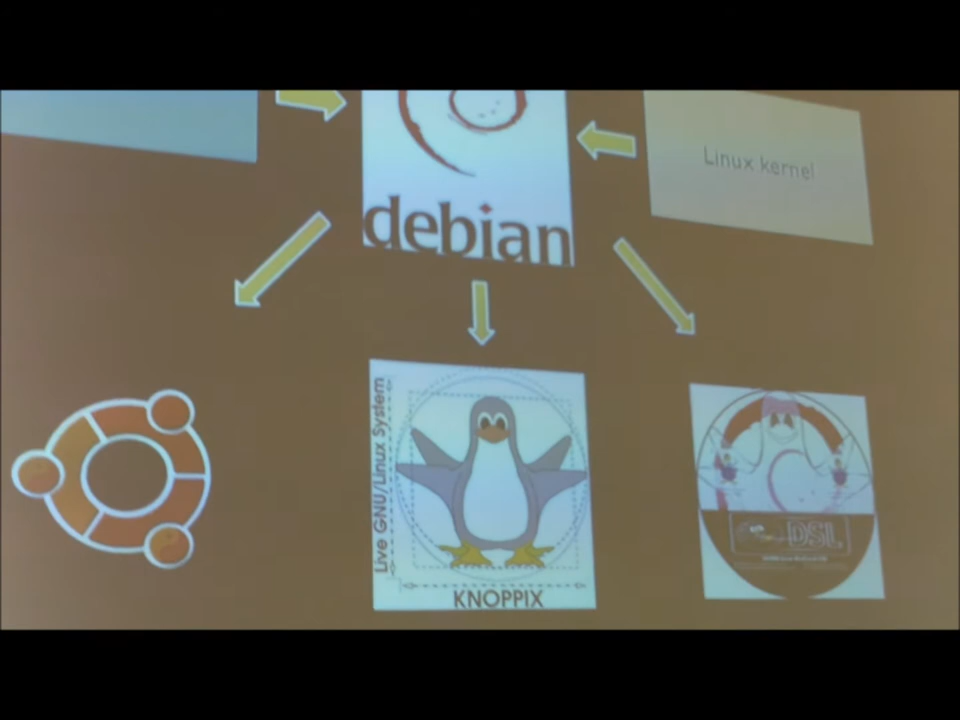 Linux kernel
debian
Live GNU/Linux System
KNOPPIX
DSL